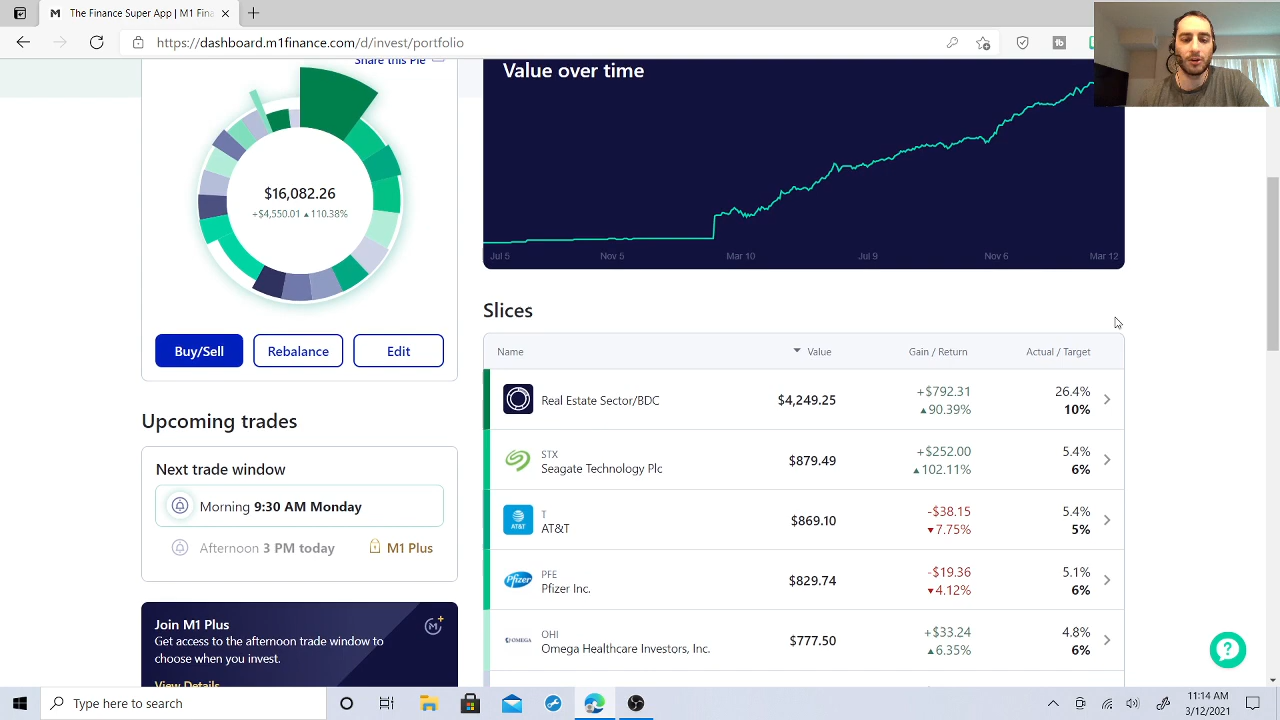 The Finance Super App | M1 Fina
https://dashboard.m1finance.com/d/invest/portfolio
Share this Pie
$16,082.26
+$4,550.01 ▲110.38%
Buy/Sell
Rebalance
Edit
Upcoming trades
Next trade window
Morning 9:30 AM Monday
Afternoon 3 PM today
M1 Plus
Join M1 Plus
Get access to the afternoon trade window to
choose when you invest.
View Details
Value over time
Jul 5 Nov 5 Mar 10 Jul 9 Nov 6 Mar 12
Slices
Name Value Gain / Return Actual / Target
Real Estate Sector/BDC $4,249.25 +$792.31 26.4%
▲90.39% 10%
STX +$252.00 5.4%
Seagate Technology Plc $879.49 ▲102.11% 6%
T -$38.15 5.4%
AT&T $869.10 ▼7.73% 5%
Pfizer PFE -$19.36 5.1%
Pfizer Inc. $829.74 ▼4.12% 6%
OMEGA OHI +$33.24 4.8%
Omega Healthcare Investors, Inc. $777.50 ▲6.35% 6%
Type here to search
11:14 AM
3/12/2021